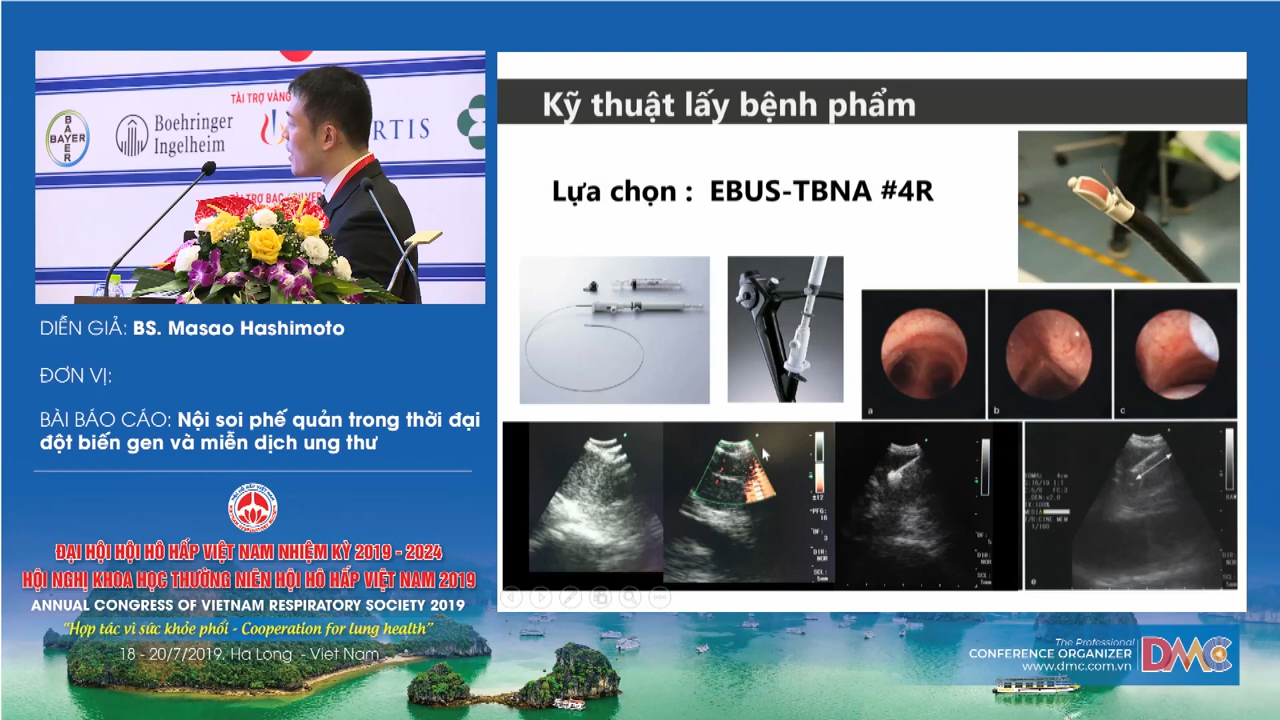 TÀI TRỢ VÀNG
BAYER
BAYER
Boehringer
Ingelheim
RTIS
DIỄN GIẢ: BS. Masao Hashimoto
ĐƠN VỊ:
BÀI BÁO CÁO: Nội soi phế quản trong thời đại
đột biến gen và miễn dịch ung thư
ĐẠI HỘI HỘI HÔ HẤP VIỆT NAM NHIỆM KỲ 2019 - 2024
HỘI NGHỊ KHOA HỌC THƯỜNG NIÊN HỘI HÔ HẤP VIỆT NAM 2019
ANNUAL CONGRESS OF VIETNAM RESPIRATORY SOCIETY 2019
“Hợp tác vì sức khỏe phổi - Cooperation for lung health”
18 - 20/7/2019. Ha Long - Viet Nam
Kỹ thuật lấy bệnh phẩm
Lựa chọn : EBUS-TBNA #4R
a
b
c
e
The Professional
CONFERENCE ORGANIZER
www.dmc.com.vn
DMC